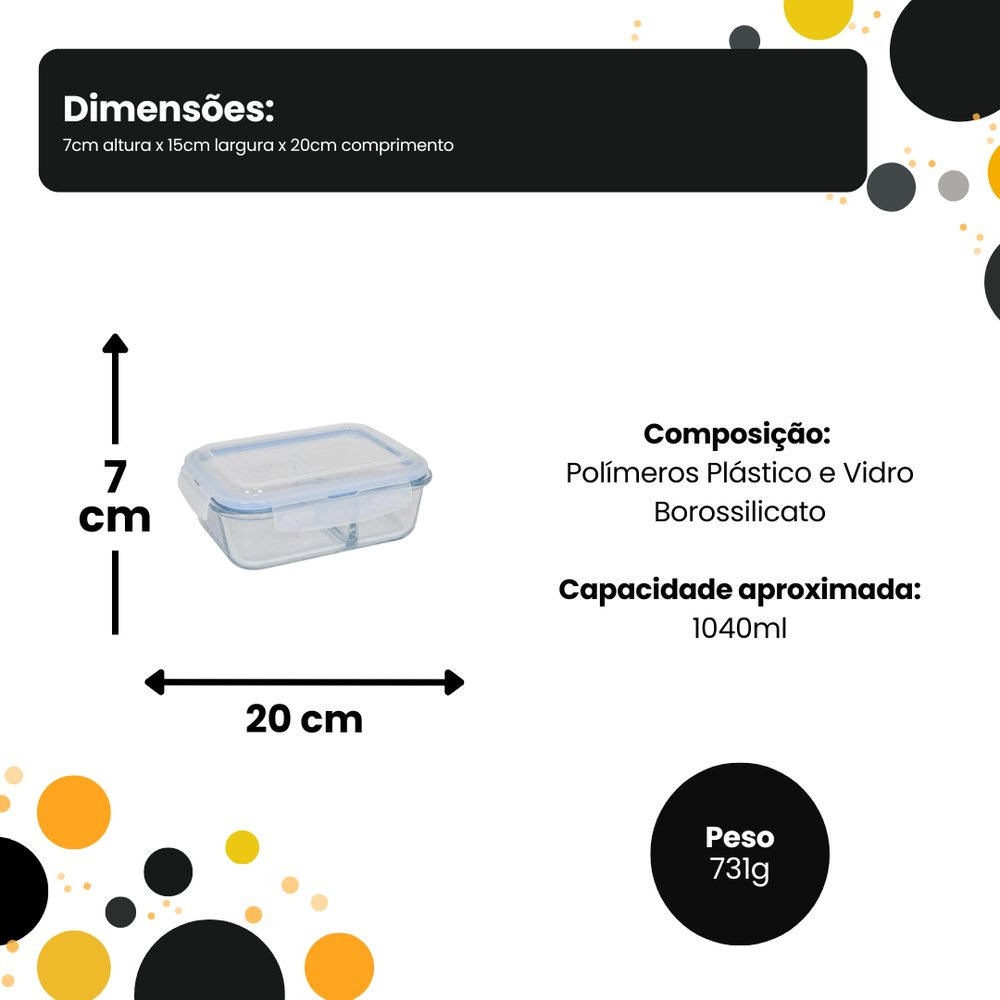 Dimensões:
7cm altura x 15cm largura x 20cm comprimento
7
cm
20 cm
Composição:
Polímeros Plástico e Vidro
Borossilicato
Capacidade aproximada:
1040ml
Peso
731g